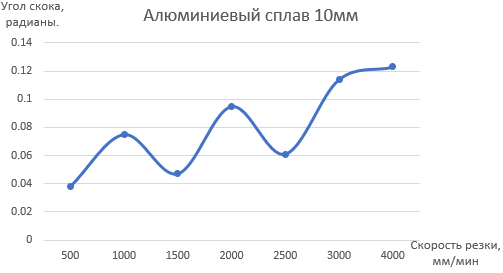 Угол скока,
радианы.
Алюминиевый сплав 10мм
0.14
0.12
0.1
0.08
0.06
0.04
0.02
0
500 1000 1500 2000 2500 3000 4000
Скорость резки,
мм/мин